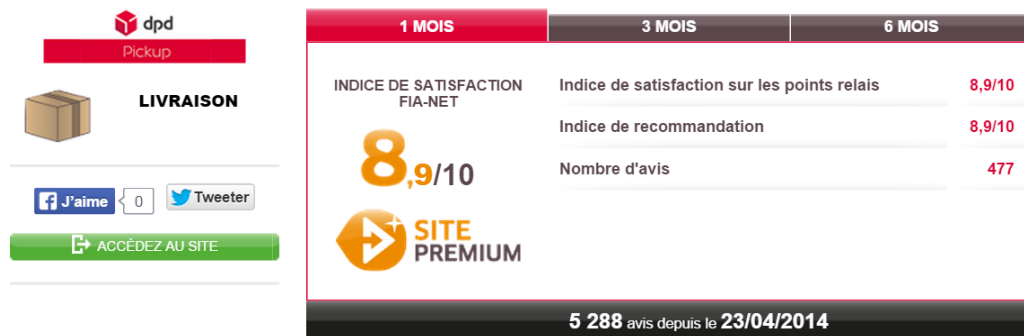 dpd
Pickup
LIVRAISON
J'aime 0 Tweeter
ACCÉDEZ AU SITE
1 MOIS 3 MOIS 6 MOIS
INDICE DE SATISFACTION
FIA-NET
8,9/10
SITE
PREMIUM
Indice de satisfaction sur les points relais 8,9/10
Indice de recommandation 8,9/10
Nombre d'avis 477
5 288 avis depuis le 23/04/2014